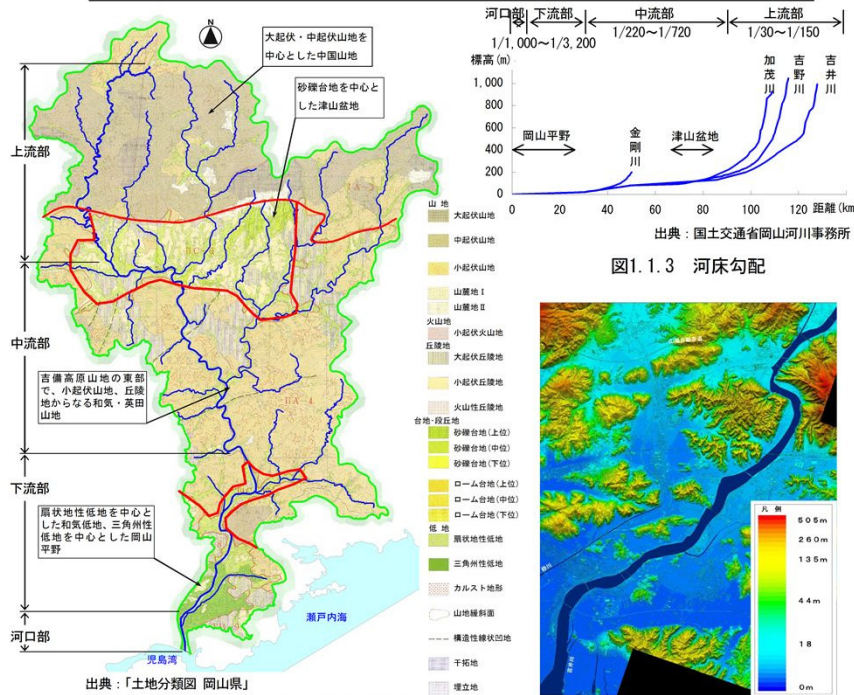 N
大起伏・中起伏山地を
中心とした中国山地
砂礫台地を中心と
した津山盆地
上流部
中流部
下流部
河口部
吉備高原山地の東部
で、小起伏山地、丘陵
地からなる和気・英田
山地
扇状地性低地を中心とし
た和気低地、三角州性
低地を中心とした岡山
平野
児島湾
瀬戸内海
出典：「土地分類図 岡山県」
山 地
大起伏山地
中起伏山地
小起伏山地
山麓地Ⅰ
山麓地Ⅱ
火山地
小起伏火山地
丘陵地
大起伏丘陵地
小起伏丘陵地
火山性丘陵地
台地・段丘地
砂礫台地(上位)
砂礫台地(中位)
砂礫台地(下位)
ローム台地(上位)
ローム台地(中位)
ローム台地(下位)
低 地
扇状地性低地
三角州性低地
カルスト地形
山地緩斜面
構造性線状凹地
干拓地
埋立地
河口部 下流部 中流部 上流部
1/1,000～1/3,200 1/220～1/720 1/30～1/150
標高(m)
1,000
800
600
400
200
0
加茂川
吉野川
吉井川
金剛川
岡山平野
津山盆地
0 20 40 60 80 100 120 距離(km
出典：国土交通省岡山河川事務所
図1.1.3 河床勾配
凡 例
505m
260m
135m
44m
18
0m